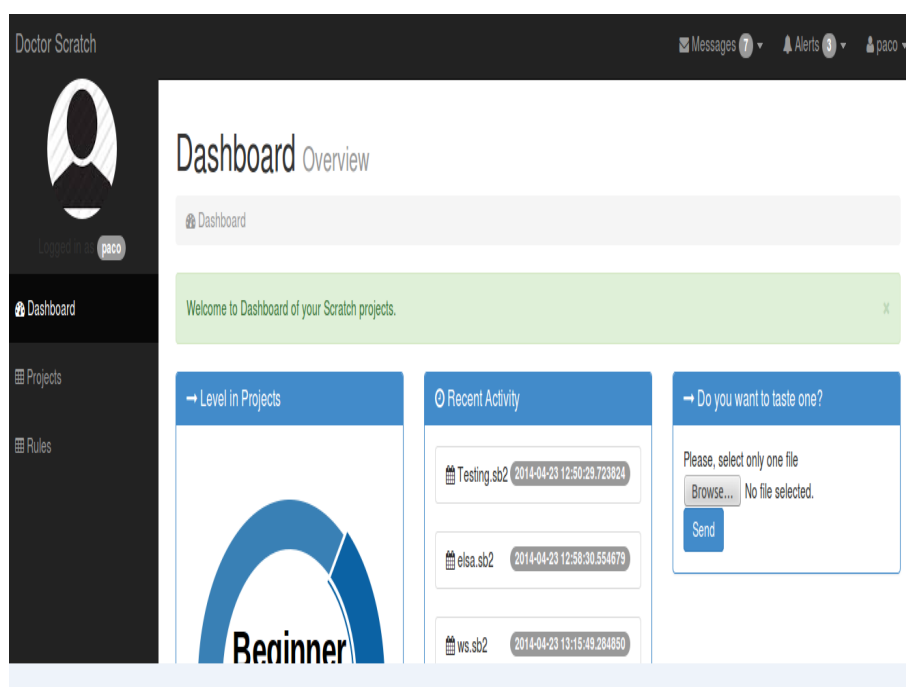 Doctor Scratch
Messages 7
Alerts 3
paco
Logged in as paco
Dashboard
Projects
Rules
Dashboard Overview
Dashboard
Welcome to Dashboard of your Scratch projects.
x
Level in Projects
Beginner
Recent Activity
Testing.sb2 2014-04-23 12:50:29.723824
elsa.sb2 2014-04-23 12:58:30.554679
ws.sb2 2014-04-23 13:15:49.284850
Do you want to taste one?
Please, select only one file
Browse... No file selected.
Send